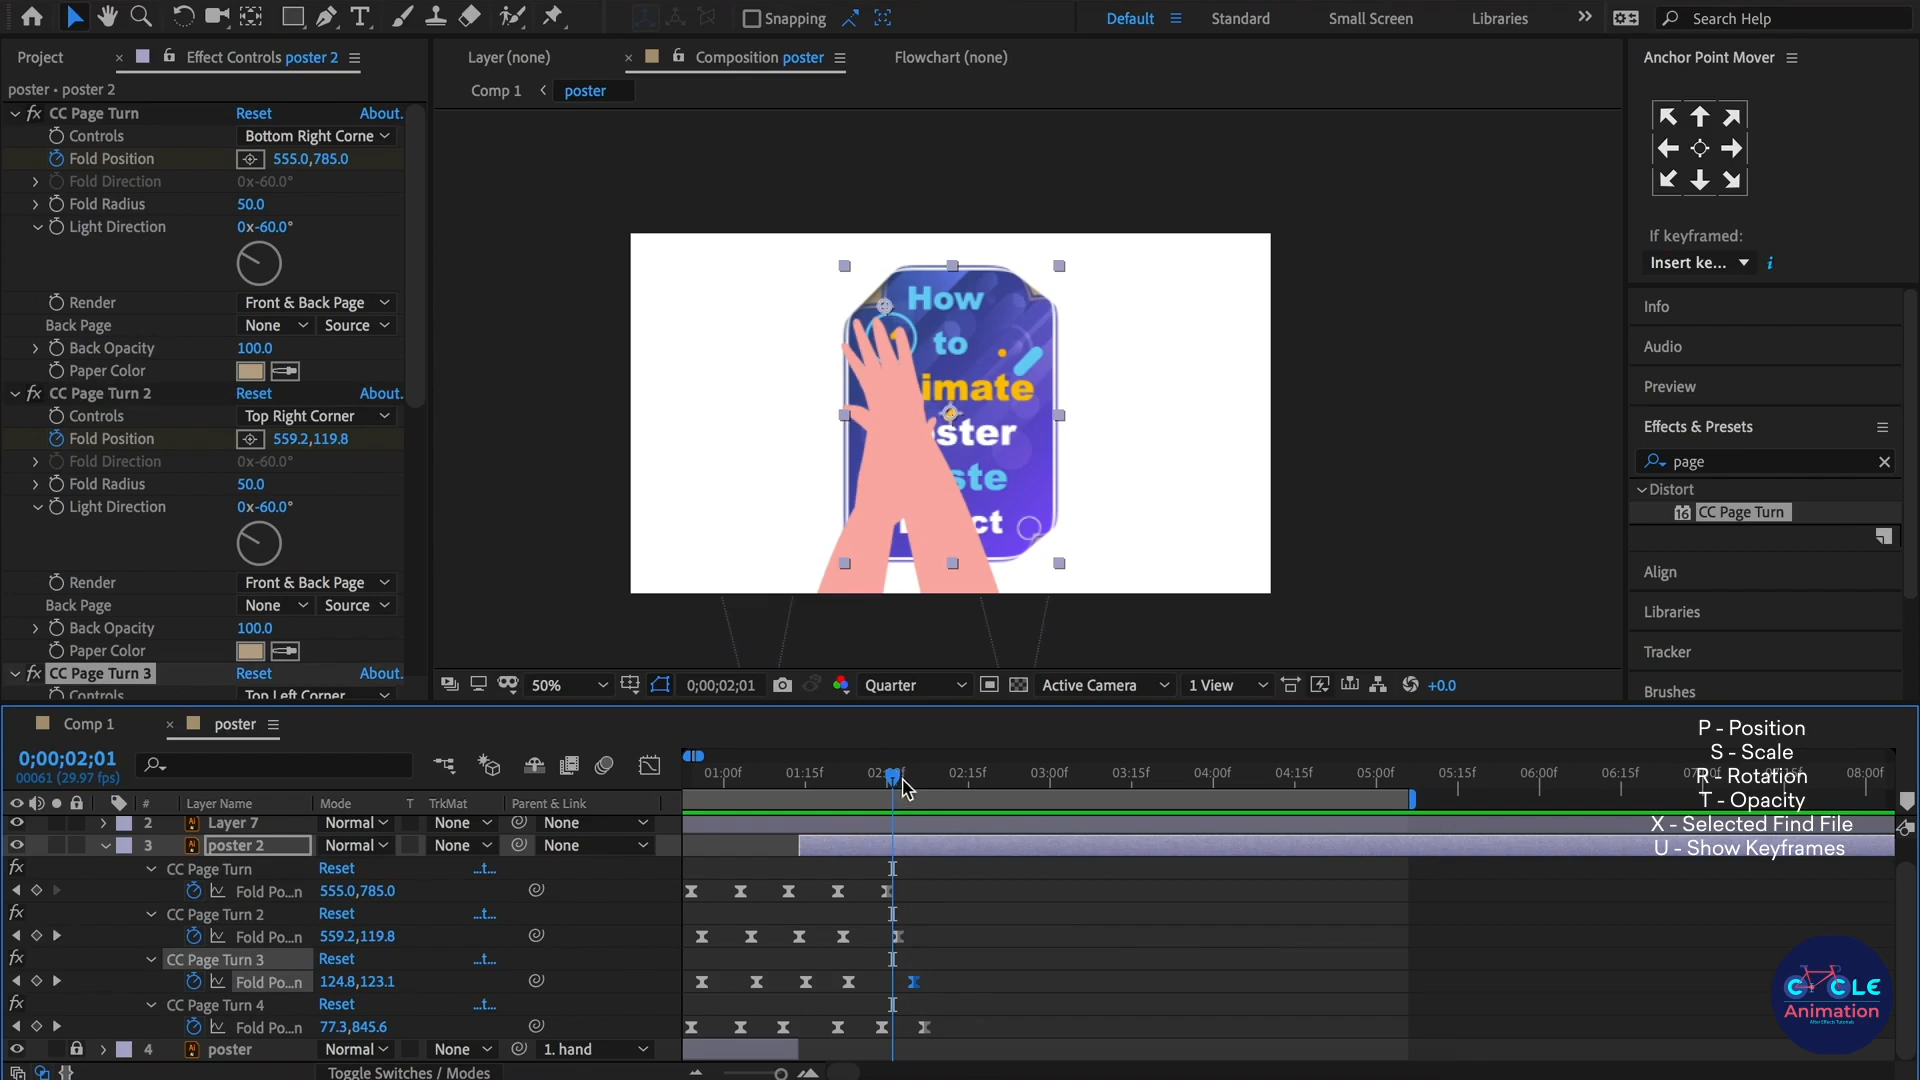 Snapping
Default
Standard
Small Screen
Libraries
Search Help
Project
Effect Controls poster 2
Layer (none)
Composition poster
Flowchart (none)
Anchor Point Mover
poster • poster 2
Comp 1
poster
CC Page Turn
Reset
About.
Controls
Bottom Right Corne
Fold Position
555.0,785.0
Fold Direction
0x-60.0°
Fold Radius
50.0
Light Direction
0x-60.0°
Render
Front & Back Page
Back Page
None
Source
Back Opacity
100.0
Paper Color
CC Page Turn 2
Reset
About.
Controls
Top Right Corner
Fold Position
559.2,119.8
Fold Direction
0x-60.0°
Fold Radius
50.0
Light Direction
0x-60.0°
Render
Front & Back Page
Back Page
None
Source
Back Opacity
100.0
Paper Color
CC Page Turn 3
Reset
About.
Controls
Top Left Corner
How
to
imate
ster
ste
ct
50%
0;00;02;01
Quarter
Active Camera
1 View
+0.0
If keyframed:
Insert ke...
Info
Audio
Preview
Effects & Presets
page
Distort
CC Page Turn
Align
Libraries
Tracker
Brushes
Comp 1
poster
0;00;02;01
00061 (29.97 fps)
01:00f
01:15f
02:15f
03:00f
03:15f
04:00f
04:15f
05:00f
05:15f
06:00f
06:15f
08:00f
P - Position
S - Scale
R - Rotation
T - Opacity
X - Selected Find File
U - Show Keyframes
#
Layer Name
Mode
T
TrkMat
Parent & Link
2
Layer 7
Normal
None
None
3
poster 2
Normal
None
None
CC Page Turn
Reset
...t...
Fold Po...n
555.0,785.0
CC Page Turn 2
Reset
...t...
Fold Po...n
559.2,119.8
CC Page Turn 3
Reset
...t...
Fold Po...n
124.8,123.1
CC Page Turn 4
Reset
...t...
Fold Po...n
77.3,845.6
4
poster
Normal
None
1. hand
Toggle Switches / Modes
CLE
Animation
After Effects Tutorials